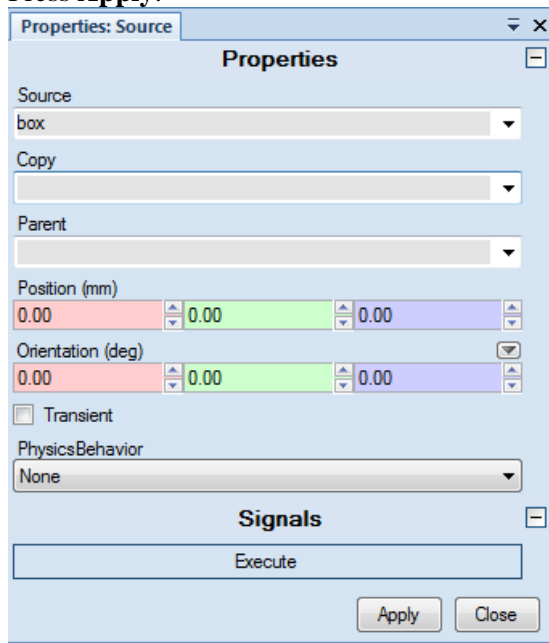 Press Apply.
Properties: Source
Properties
Source
box
Copy
Parent
Position (mm)
0.00 0.00 0.00
Orientation (deg)
0.00 0.00 0.00
Transient
PhysicsBehavior
None
Signals
Execute
Apply Close